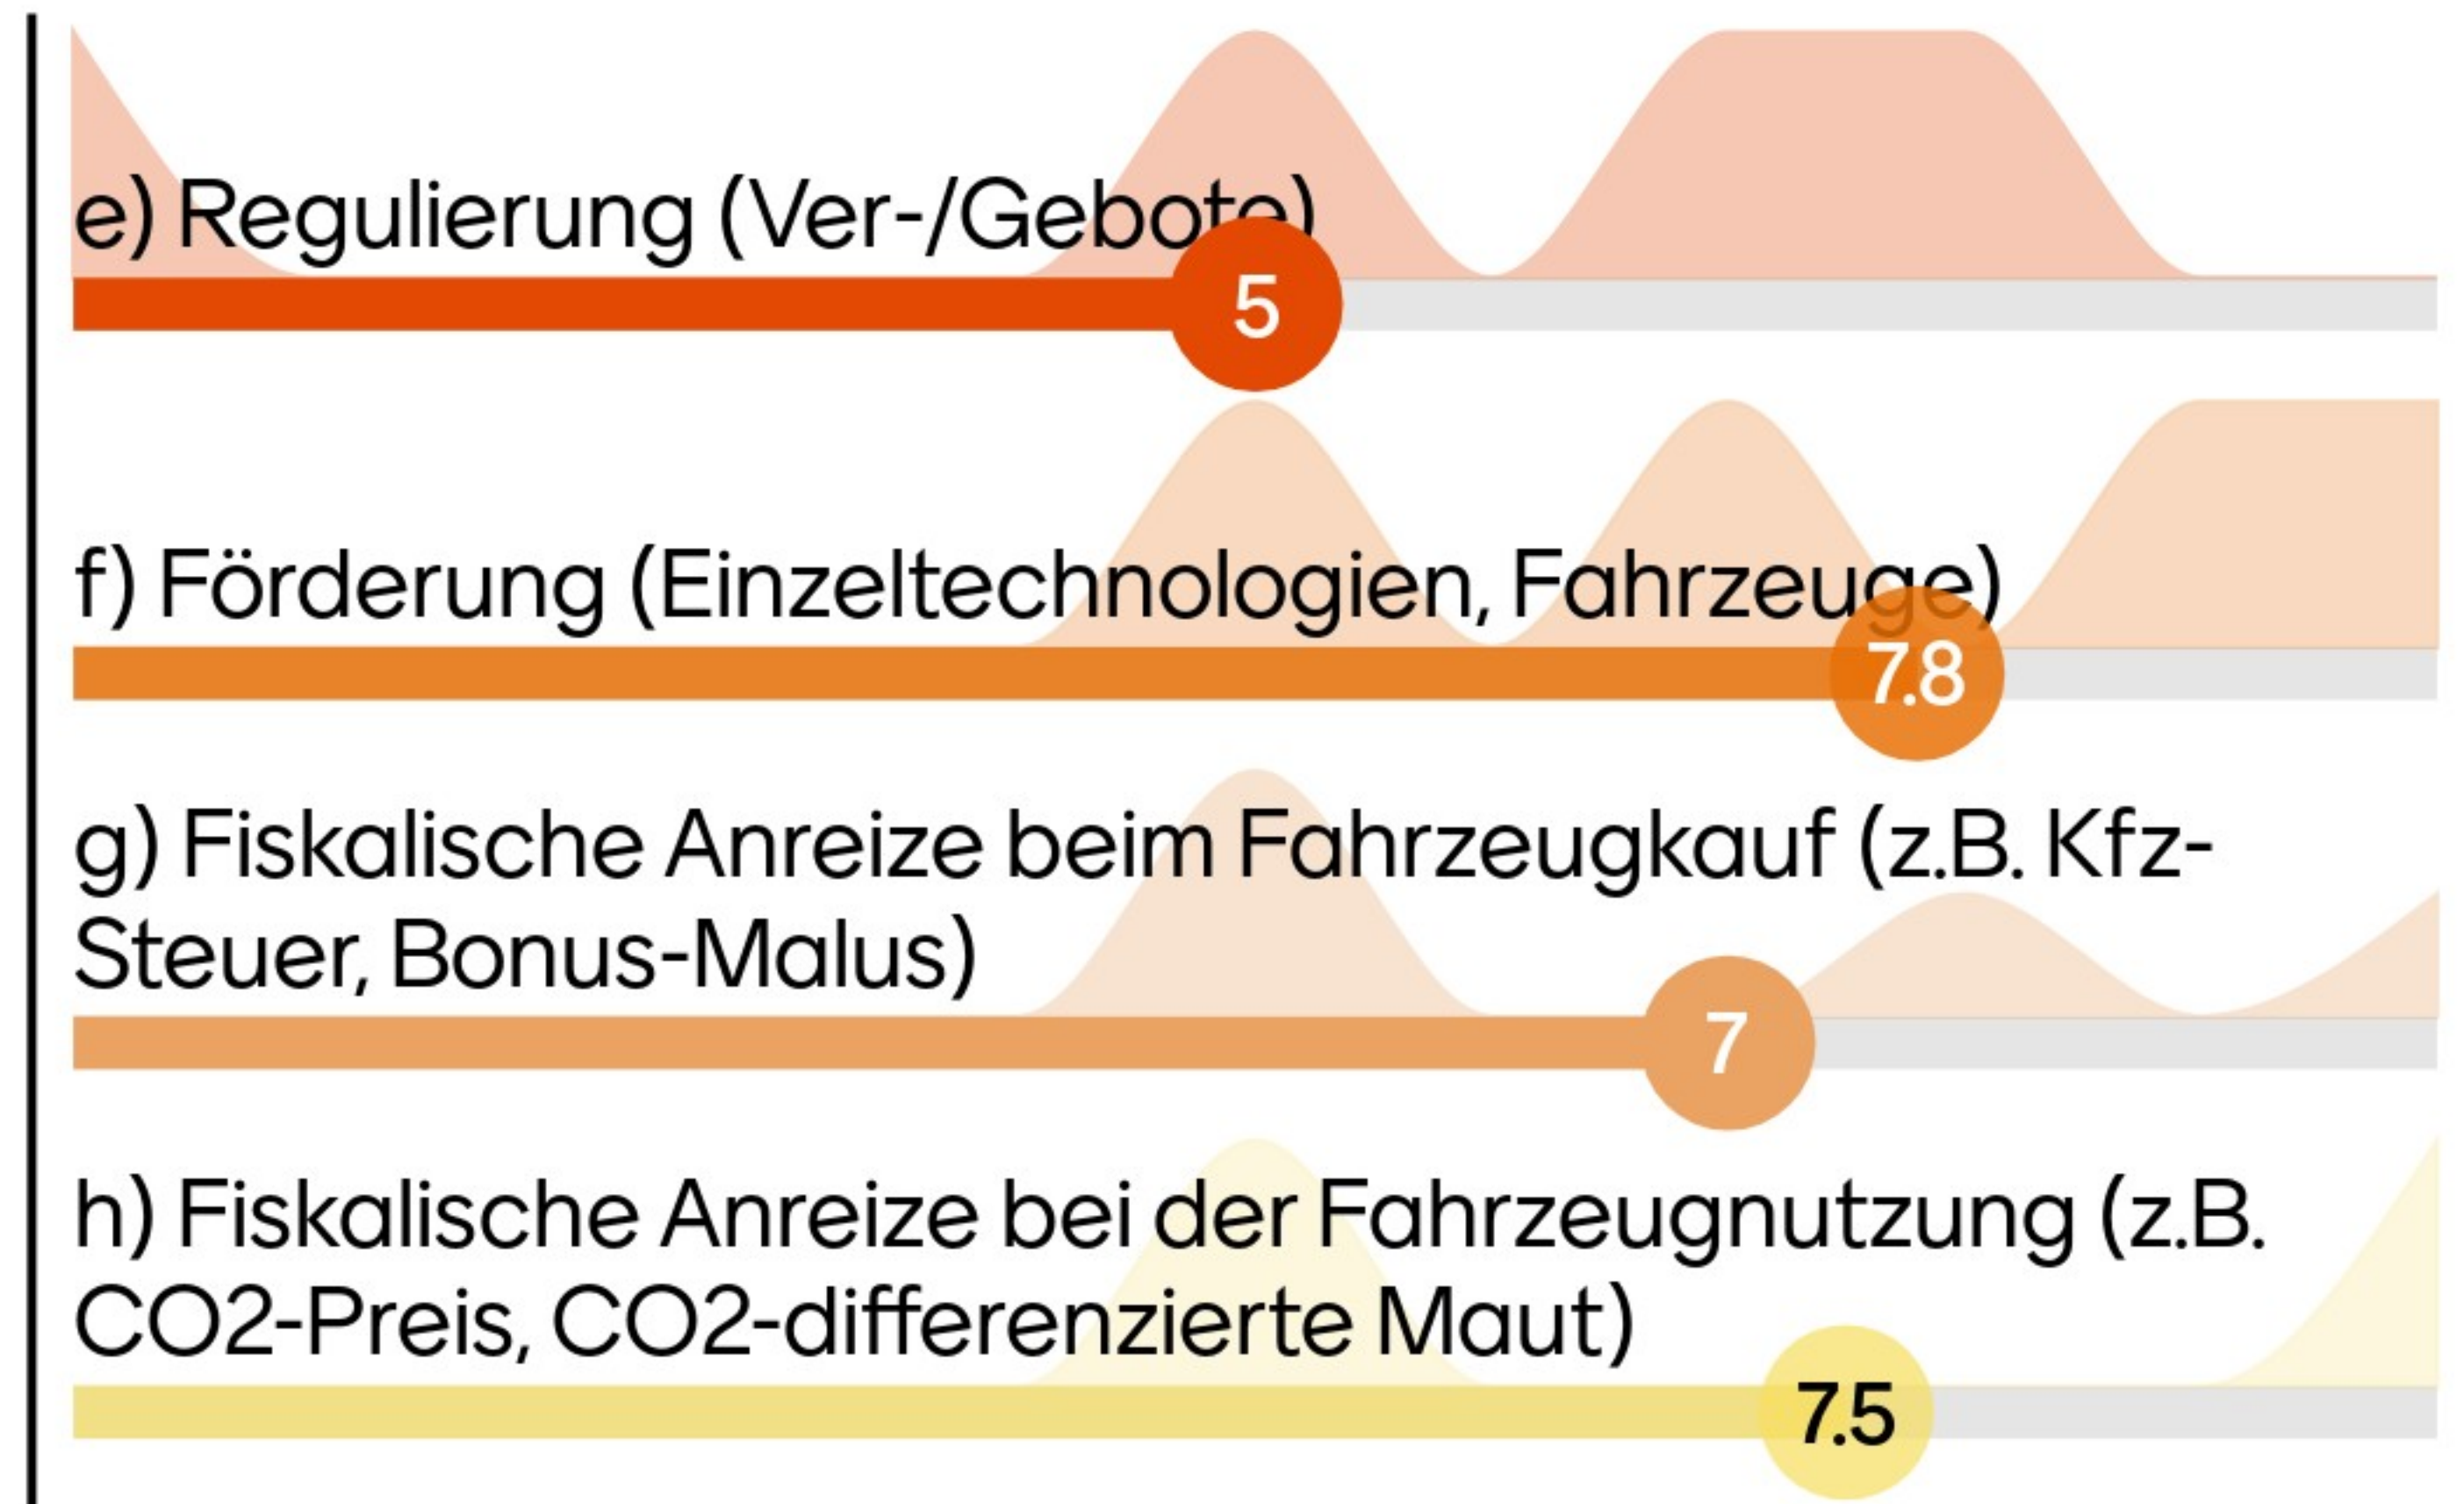 e) Regulierung (Ver-/Gebote)
5
f) Förderung (Einzeltechnologien, Fahrzeuge)
7.8
g) Fiskalische Anreize beim Fahrzeugkauf (z.B. Kfz-
Steuer, Bonus-Malus)
7
h) Fiskalische Anreize bei der Fahrzeugnutzung (z.B.
CO2-Preis, CO2-differenzierte Maut)
7.5